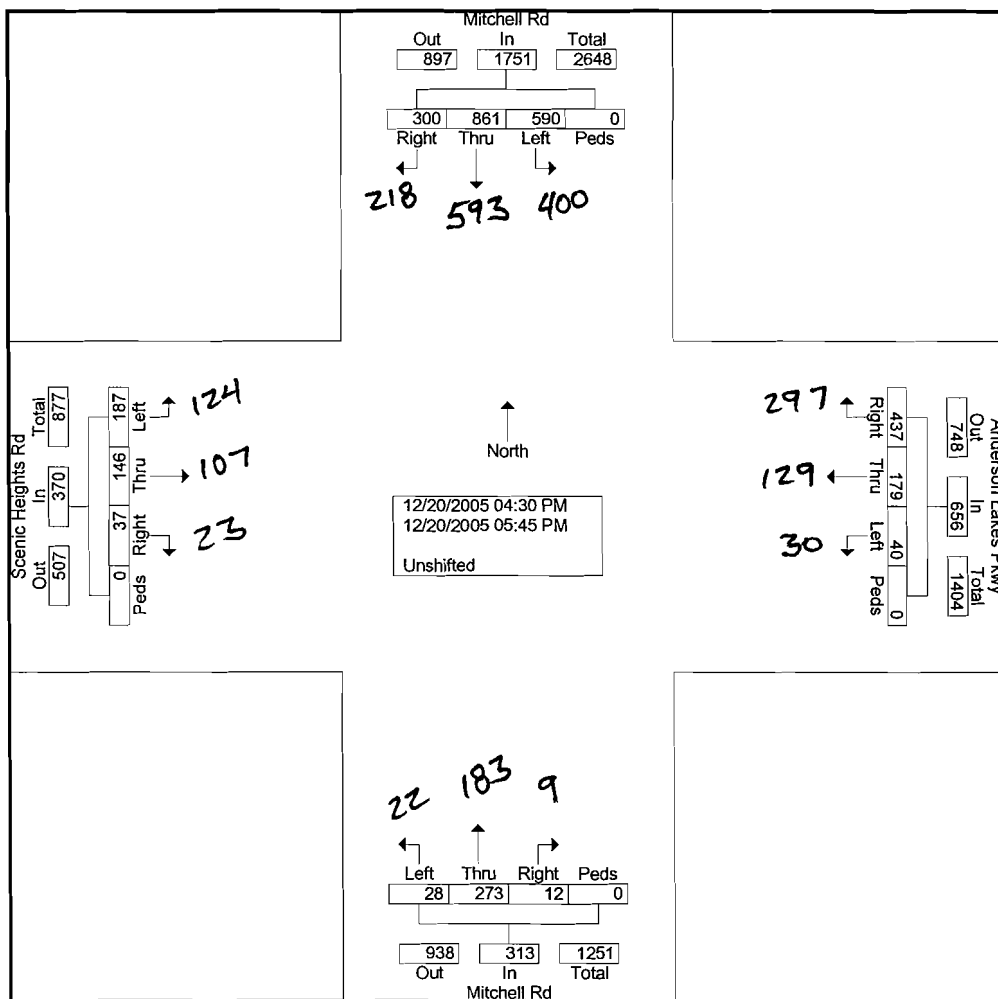 Mitchell Rd
Out In Total
897 1751 2648
300 861 590 0
Right Thru Left Peds
218 593 400
Scenic Heights Rd
Total In Out
877 370 507
187 146 37 0
Left Thru Right Peds
124
107
23
North
12/20/2005 04:30 PM
12/20/2005 05:45 PM
Unshifted
297
129
30
Right Thru Left Peds
437 179 40 0
Out In Total
748 656 1404
Anderson Lakes Pkwy
22 183 9
Left Thru Right Peds
28 273 12 0
938 313 1251
Out In Total
Mitchell Rd